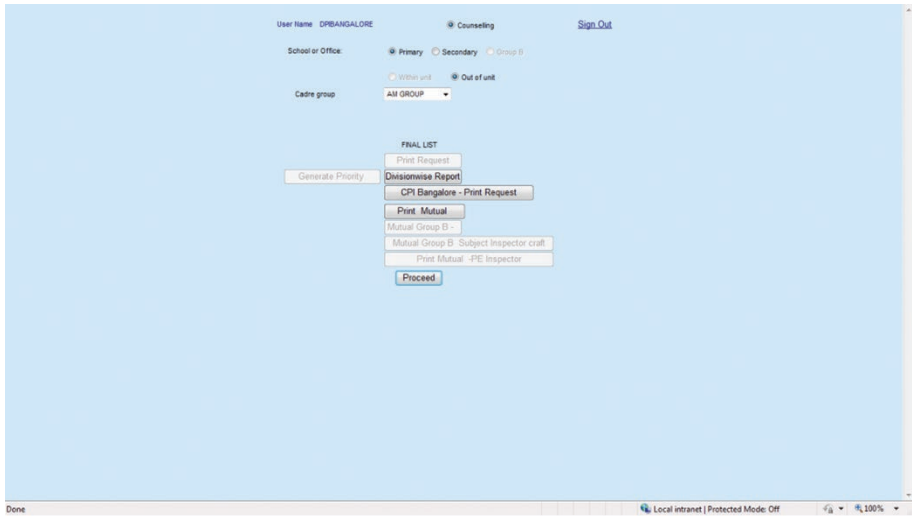 User Name DPIBANGALORE Counseling Sign Out
School or Office: Primary Secondary Group B
Within unit Out of unit
Cadre group AM GROUP
FINAL LIST
Print Request
Generate Priority Divisionwise Report
CPI Bangalore - Print Request
Print Mutual
Mutual Group B -
Mutual Group B Subject Inspector craft
Print Mutual -PE Inspector
Proceed
Done Local intranet | Protected Mode: Off 100%